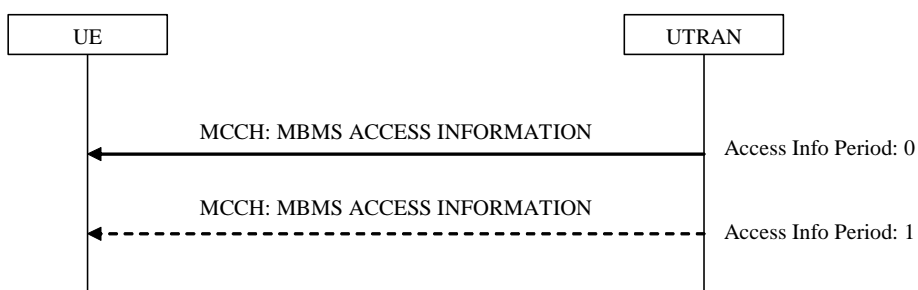 UE
UTRAN
MCCH: MBMS ACCESS INFORMATION
Access Info Period: 0
MCCH: MBMS ACCESS INFORMATION
Access Info Period: 1